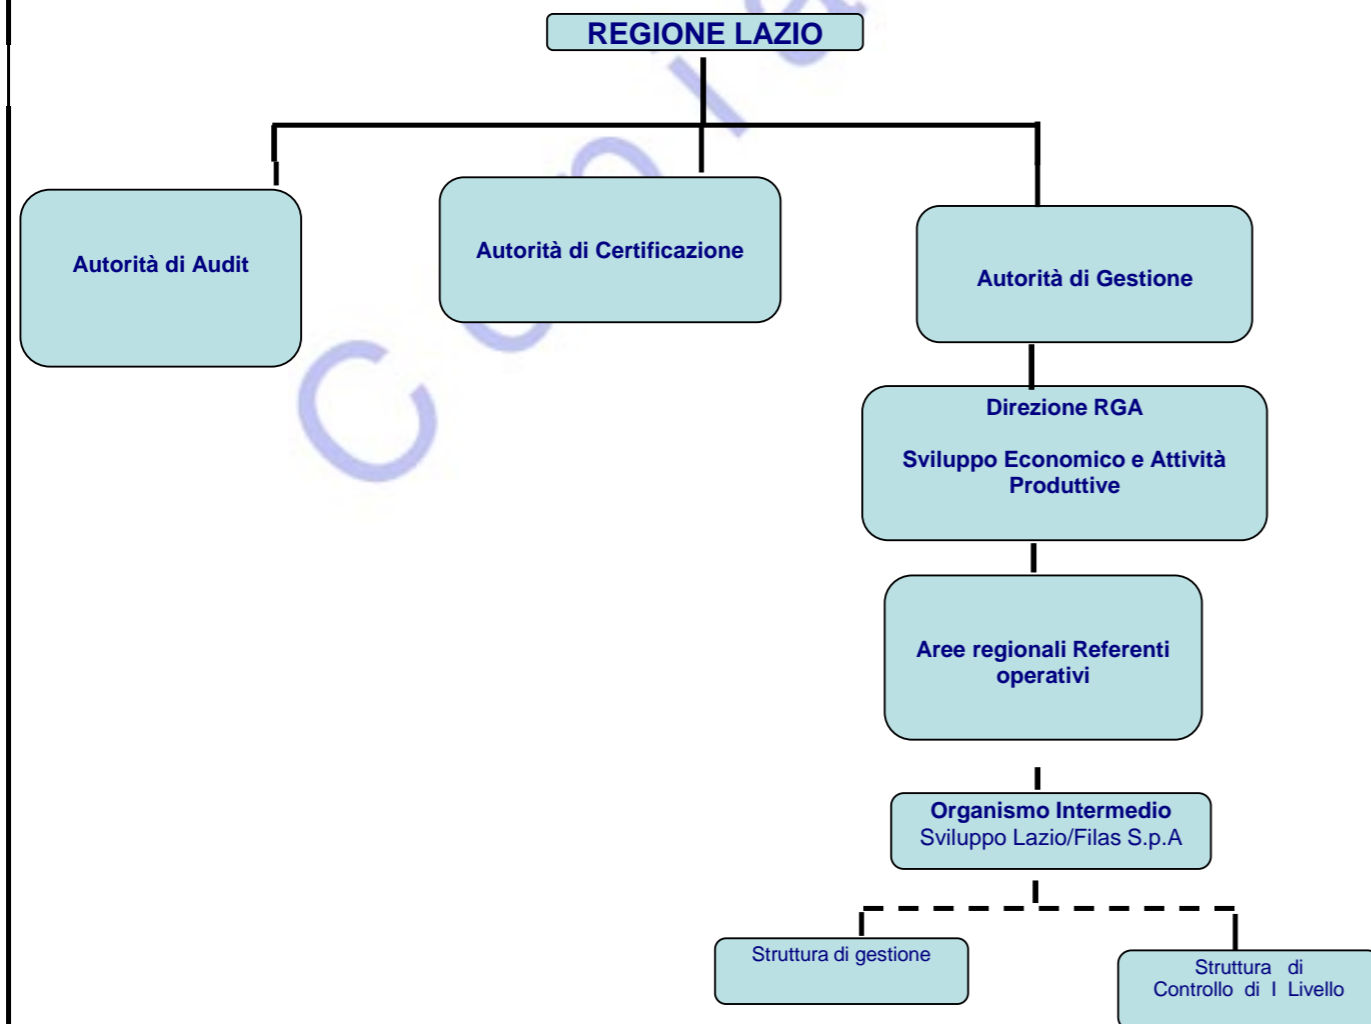 REGIONE LAZIO
Autorità di Audit
Autorità di Certificazione
Autorità di Gestione
Direzione RGA
Sviluppo Economico e Attività
Produttive
Aree regionali Referenti
operativi
Organismo Intermedio
Sviluppo Lazio/Filas S.p.A
Struttura di gestione
Struttura di
Controllo di I Livello